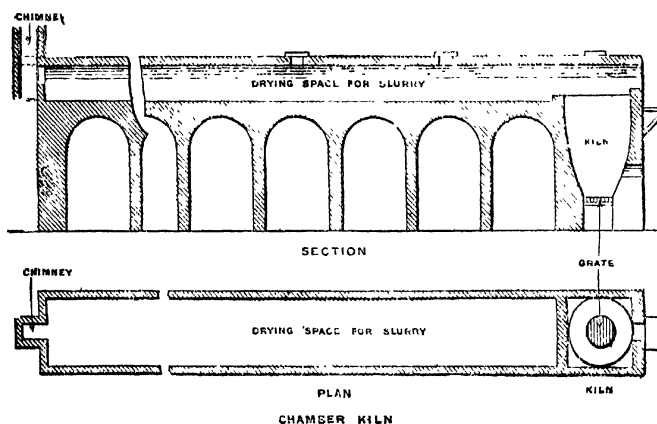 CHIMNEY
DRYING SPACE FOR SLURRY
KILN
SECTION
GRATE
CHIMNEY
DRYING SPACE FOR SLURRY
PLAN
KILN
CHAMBER KILN